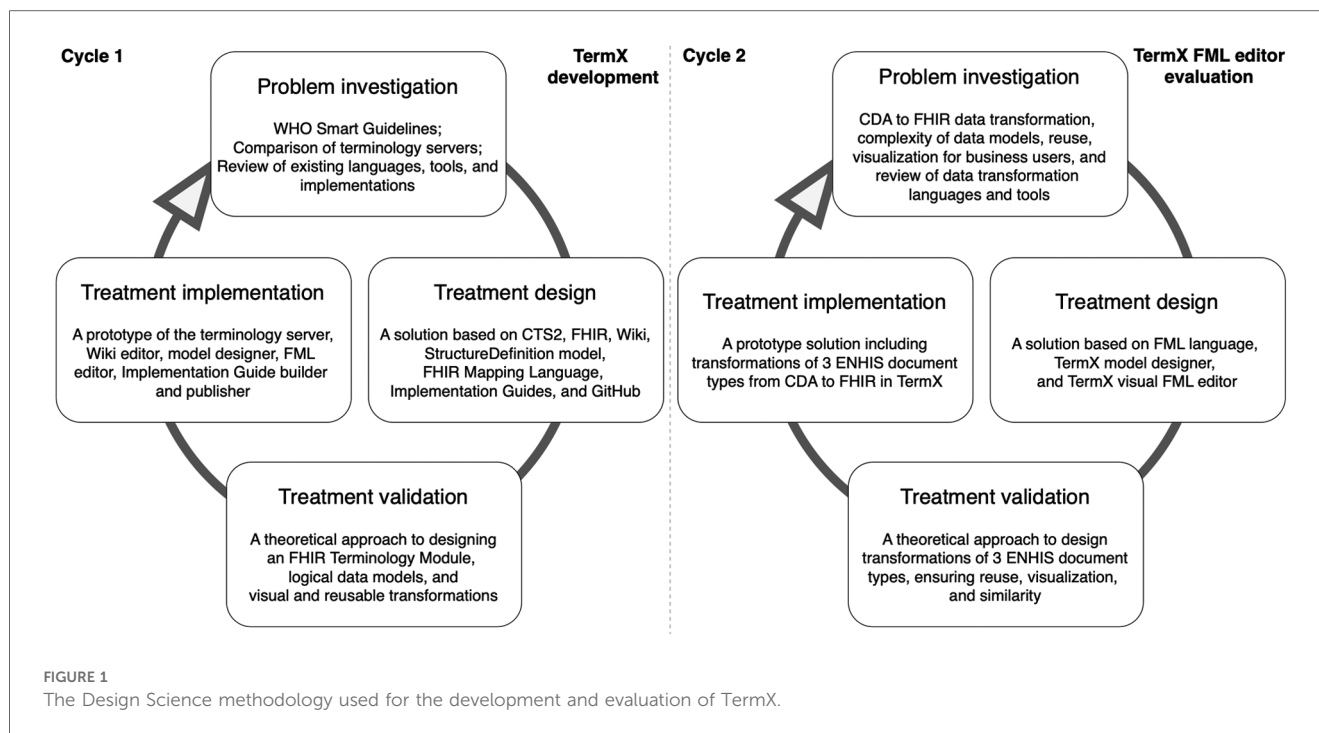 Cycle 1
TermX
development
Problem investigation
WHO Smart Guidelines;
Comparison of terminology servers;
Review of existing languages, tools, and
implementations
Treatment implementation
A prototype of the terminology server,
Wiki editor, model designer, FML
editor, Implementation Guide builder
and publisher
Treatment design
A solution based on CTS2, FHIR, Wiki,
StructureDefinition model,
FHIR Mapping Language,
Implementation Guides, and GitHub
Treatment validation
A theoretical approach to designing
an FHIR Terminology Module,
logical data models, and
visual and reusable transformations
Cycle 2
TermX FML editor
evaluation
Problem investigation
CDA to FHIR data transformation,
complexity of data models, reuse,
visualization for business users, and
review of data transformation
languages and tools
Treatment implementation
A prototype solution including
transformations of 3 ENHIS document
types from CDA to FHIR in TermX
Treatment design
A solution based on FML language,
TermX model designer,
and TermX visual FML editor
Treatment validation
A theoretical approach to design
transformations of 3 ENHIS document
types, ensuring reuse, visualization,
and similarity
FIGURE 1
The Design Science methodology used for the development and evaluation of TermX.